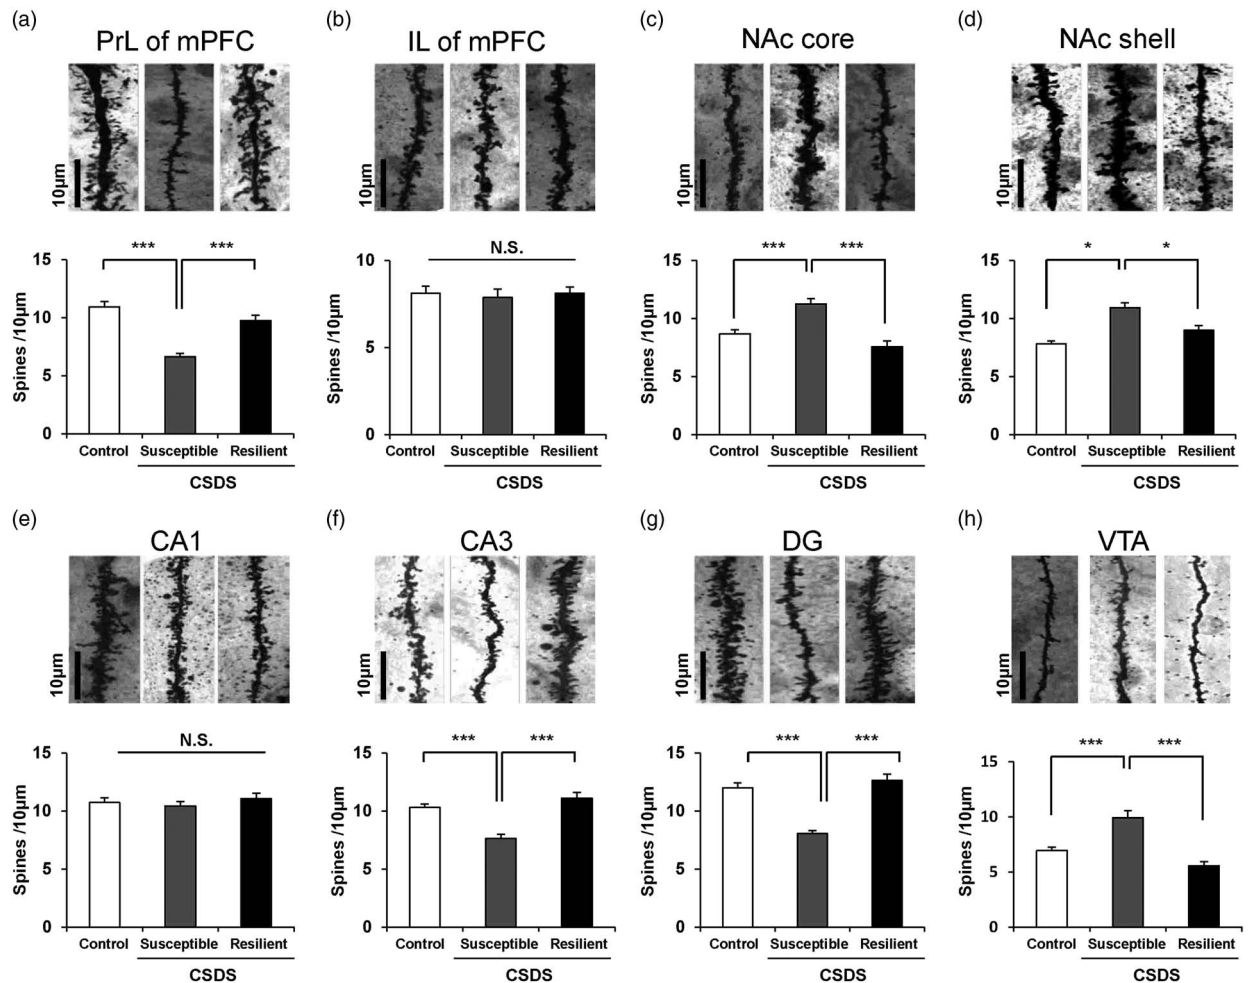 (a)
PrL of mPFC
10µm
*** ***
15
10
5
0
Spines /10µm
Control Susceptible Resilient
CSDS
(b)
IL of mPFC
10µm
N.S.
10
5
0
Spines /10µm
Control Susceptible Resilient
CSDS
(c)
NAc core
10µm
*** ***
15
10
5
0
Spines /10µm
Control Susceptible Resilient
CSDS
(d)
NAc shell
10µm
* *
15
10
5
0
Spines /10µm
Control Susceptible Resilient
CSDS
(e)
CA1
10µm
N.S.
15
10
5
0
Spines /10µm
Control Susceptible Resilient
CSDS
(f)
CA3
10µm
*** ***
15
10
5
0
Spines /10µm
Control Susceptible Resilient
CSDS
(g)
DG
10µm
*** ***
15
10
5
0
Spines /10µm
Control Susceptible Resilient
CSDS
(h)
VTA
10µm
*** ***
15
10
5
0
Spines /10µm
Control Susceptible Resilient
CSDS